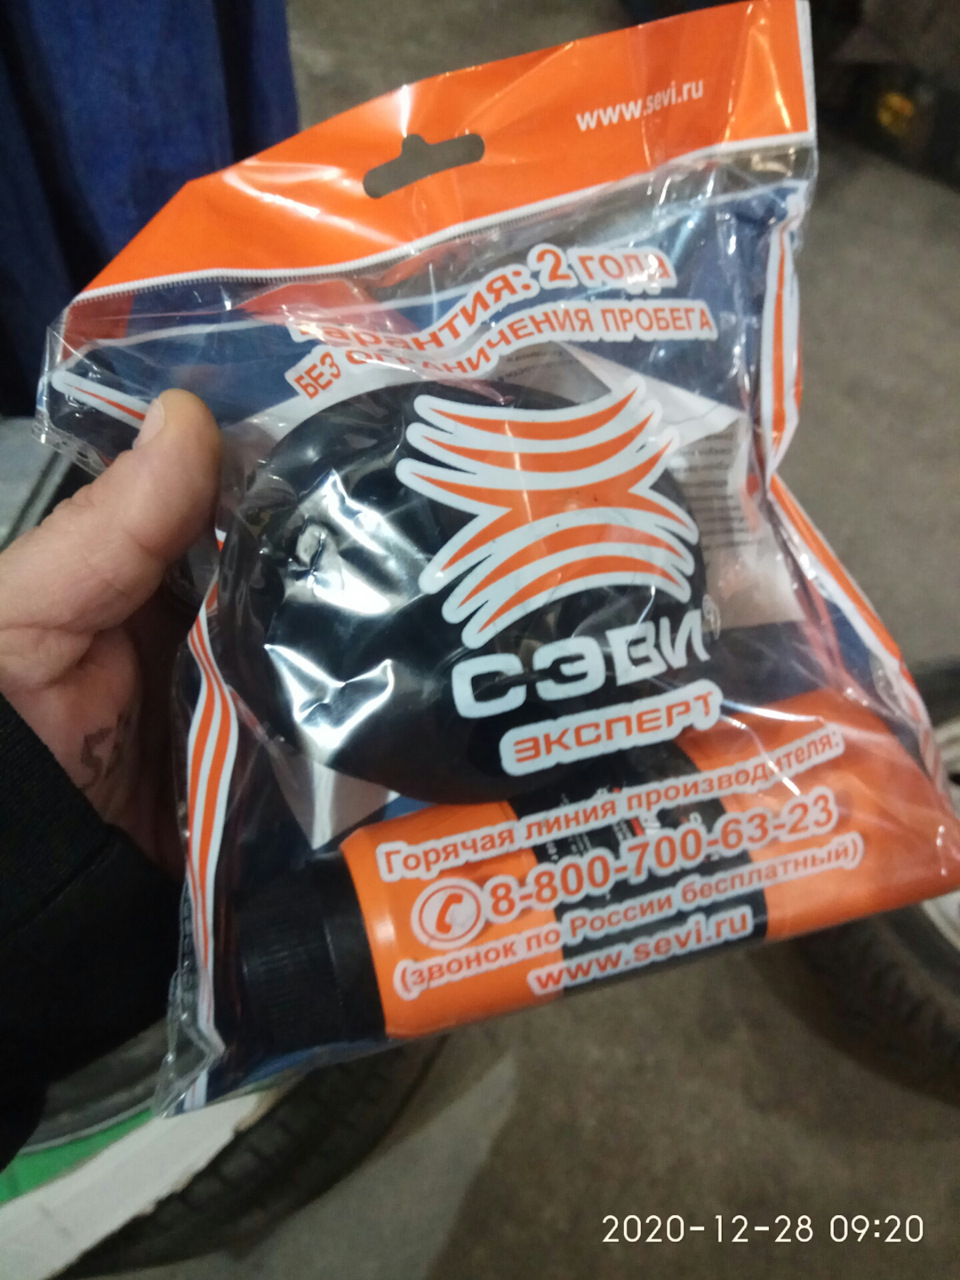 www.sevi.ru
гарантия: 2 года
БЕЗ ОГРАНИЧЕНИЯ ПРОБЕГА
СЭВИ®
ЭКСПЕРТ
Горячая линия производителя:
8-800-700-63-23
(звонок по России бесплатный)
www.sevi.ru
2020-12-28 09:20